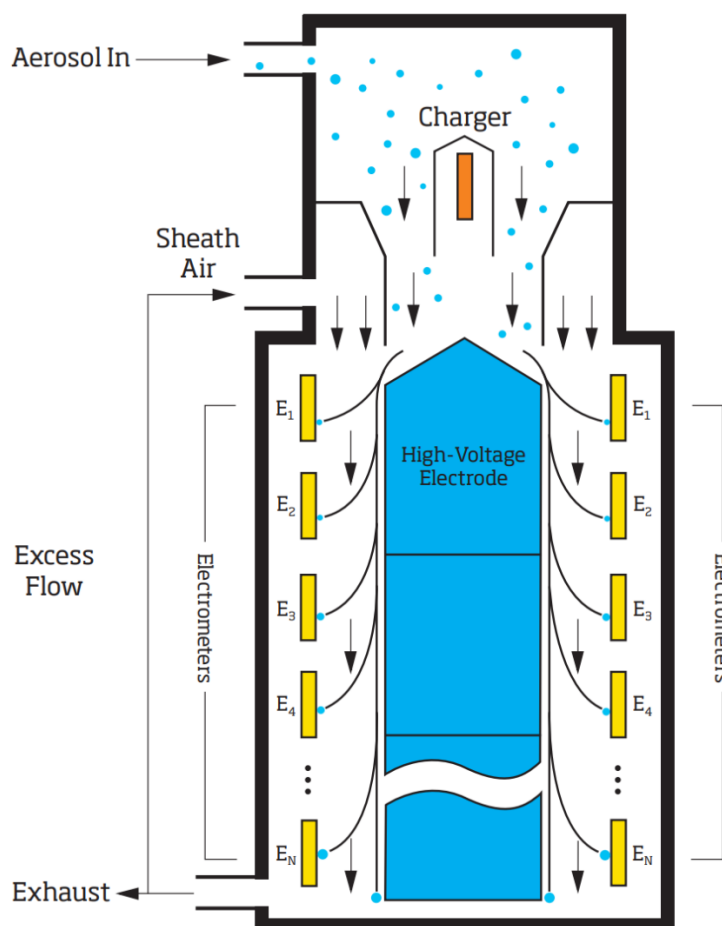 Aerosol In
Charger
Sheath
Air
E1
E1
High-Voltage
Electrode
E2
E2
Excess
Flow
Electrometers
Electrometers
E3
E3
E4
E4
EN
EN
Exhaust